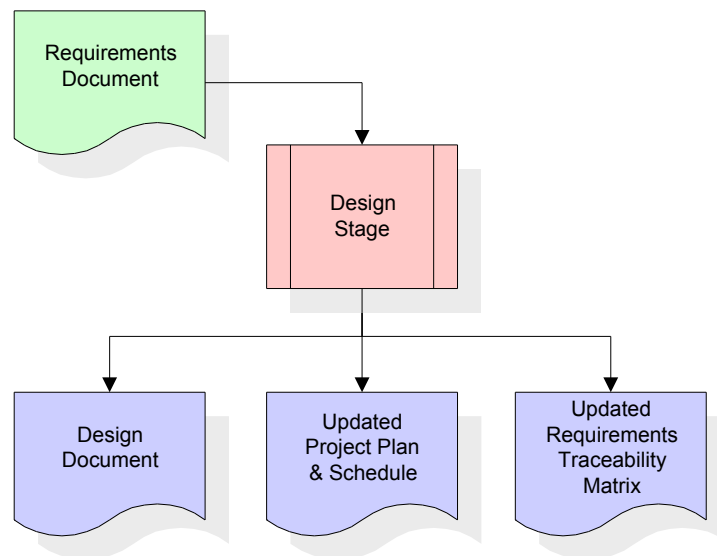 Requirements
Document
Design
Stage
Design
Document
Updated
Project Plan
& Schedule
Updated
Requirements
Traceability
Matrix